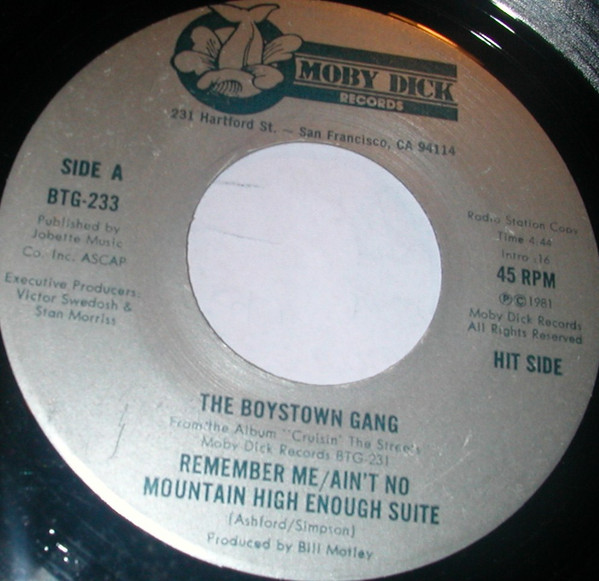 MOBY DICK
RECORDS
231 Hartford St. — San Francisco, CA 94114
SIDE A
BTG-233
Published by
Jobette Music
Co. Inc. ASCAP
Executive Producers:
Victor Swedosh &
Stan Morriss
Radio Station Copy
Time 4:46
Intro :16
45 RPM
℗© 1981
Moby Dick Records
All Rights Reserved
HIT SIDE
THE BOYSTOWN GANG
From the Album "Cruisin' The Streets
Moby Dick Records BTG-231
REMEMBER ME/AIN'T NO
MOUNTAIN HIGH ENOUGH SUITE
(Ashford/Simpson)
Produced by Bill Motley